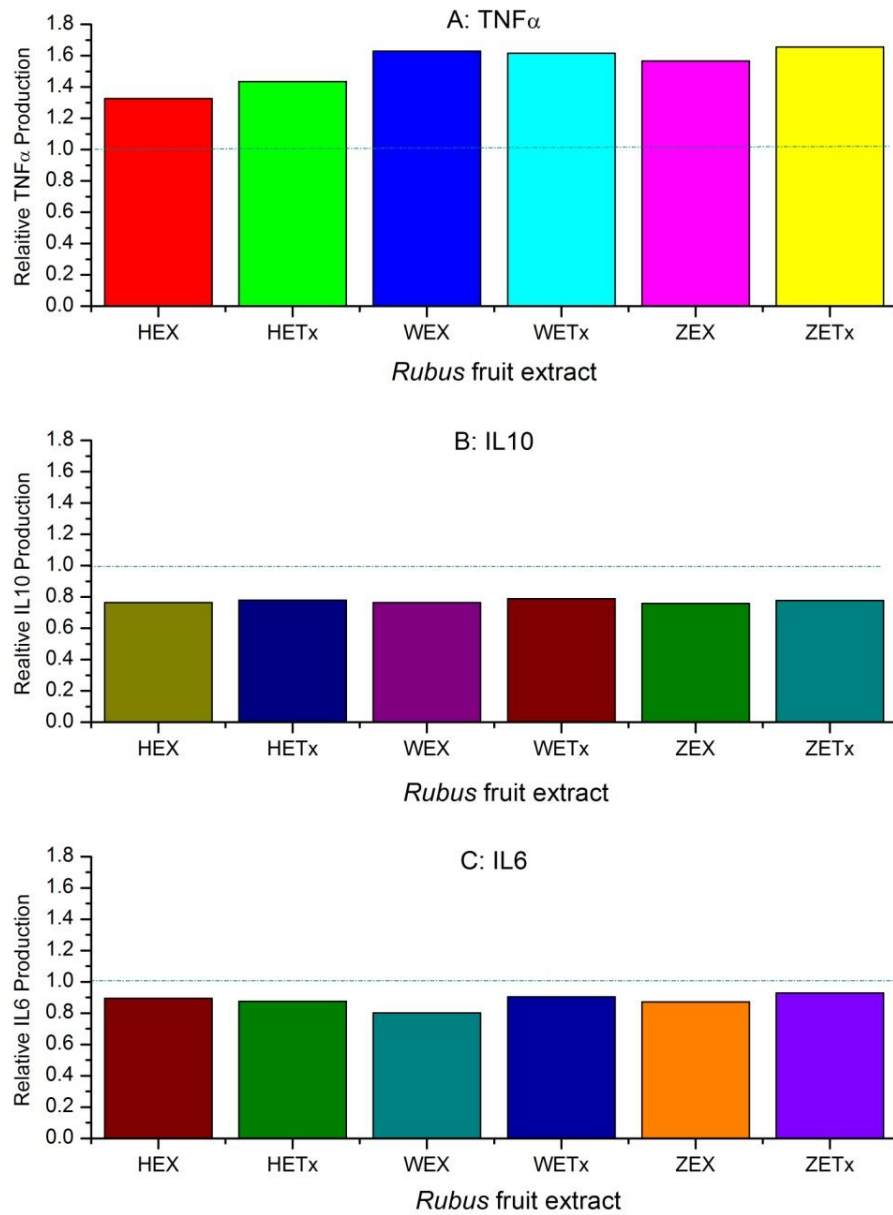 A: TNFα
Relaitive TNFα Production
1.8
1.6
1.4
1.2
1.0
0.8
0.6
0.4
0.2
0.0
HEX HETx WEX WETx ZEX ZETx
Rubus fruit extract
B: IL10
Realtive IL10 Production
1.8
1.6
1.4
1.2
1.0
0.8
0.6
0.4
0.2
0.0
HEX HETx WEX WETx ZEX ZETx
Rubus fruit extract
C: IL6
Relative IL6 Production
1.8
1.6
1.4
1.2
1.0
0.8
0.6
0.4
0.2
0.0
HEX HETx WEX WETx ZEX ZETx
Rubus fruit extract